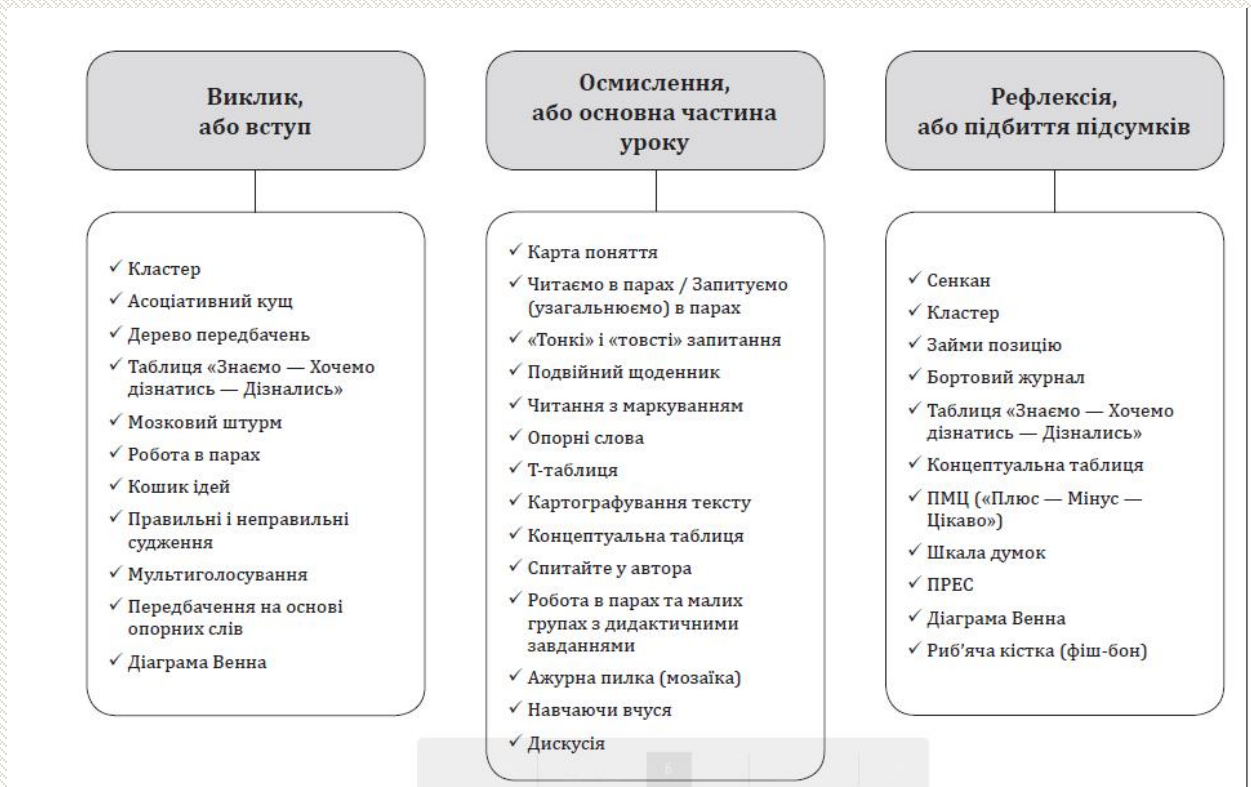 Виклик,
або вступ
✓ Кластер
✓ Асоціативний кущ
✓ Дерево передбачень
✓ Таблиця «Знаємо — Хочемо
дізнатись — Дізнались»
✓ Мозковий штурм
✓ Робота в парах
✓ Кошик ідей
✓ Правильні і неправильні
судження
✓ Мультиголосування
✓ Передбачення на основі
опорних слів
✓ Діаграма Венна
Осмислення,
або основна частина
уроку
✓ Карта поняття
✓ Читаємо в парах / Запитуємо
(узагальнюємо) в парах
✓ «Тонкі» і «товсті» запитання
✓ Подвійний щоденник
✓ Читання з маркуванням
✓ Опорні слова
✓ Т-таблиця
✓ Картографування тексту
✓ Концептуальна таблиця
✓ Спитайте у автора
✓ Робота в парах та малих
групах з дидактичними
завданнями
✓ Ажурна пилка (мозаїка)
✓ Навчаючи вчуся
✓ Дискусія
Рефлексія,
або підбиття підсумків
✓ Сенкан
✓ Кластер
✓ Займи позицію
✓ Бортовий журнал
✓ Таблиця «Знаємо — Хочемо
дізнатись — Дізнались»
✓ Концептуальна таблиця
✓ ПМЦ («Плюс — Мінус —
Цікаво»)
✓ Шкала думок
✓ ПРЕС
✓ Діаграма Венна
✓ Риб’яча кістка (фіш-бон)
6